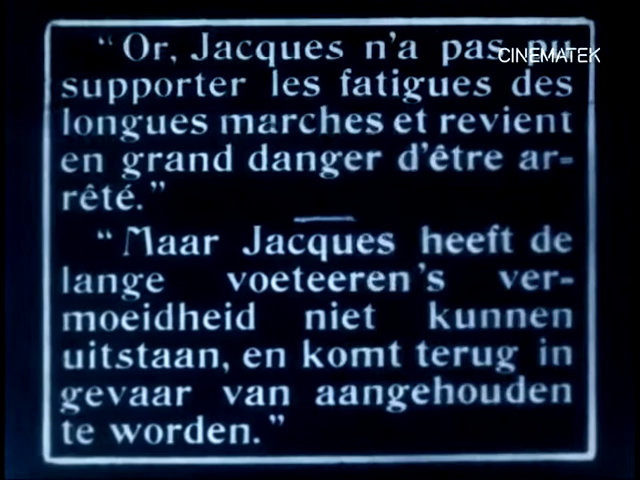 “Or, Jacques n'a pas pu
CINEMATEK
supporter les fatigues des
longues marches et revient
en grand danger d'être ar-
rêté.”
“Maar Jacques heeft de
lange voeteeren's ver-
moeidheid niet kunnen
uitstaan, en komt terug in
gevaar van aangehouden
te worden.”